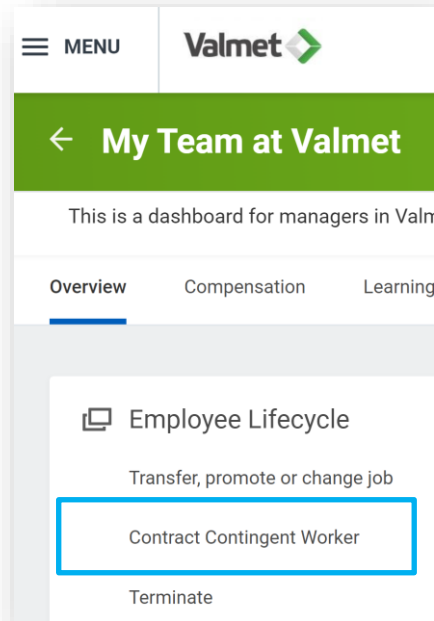 MENU
Valmet
My Team at Valmet
This is a dashboard for managers in
Overview Compensation Learning
Employee Lifecycle
Transfer, promote or change job
Contract Contingent Worker
Terminate